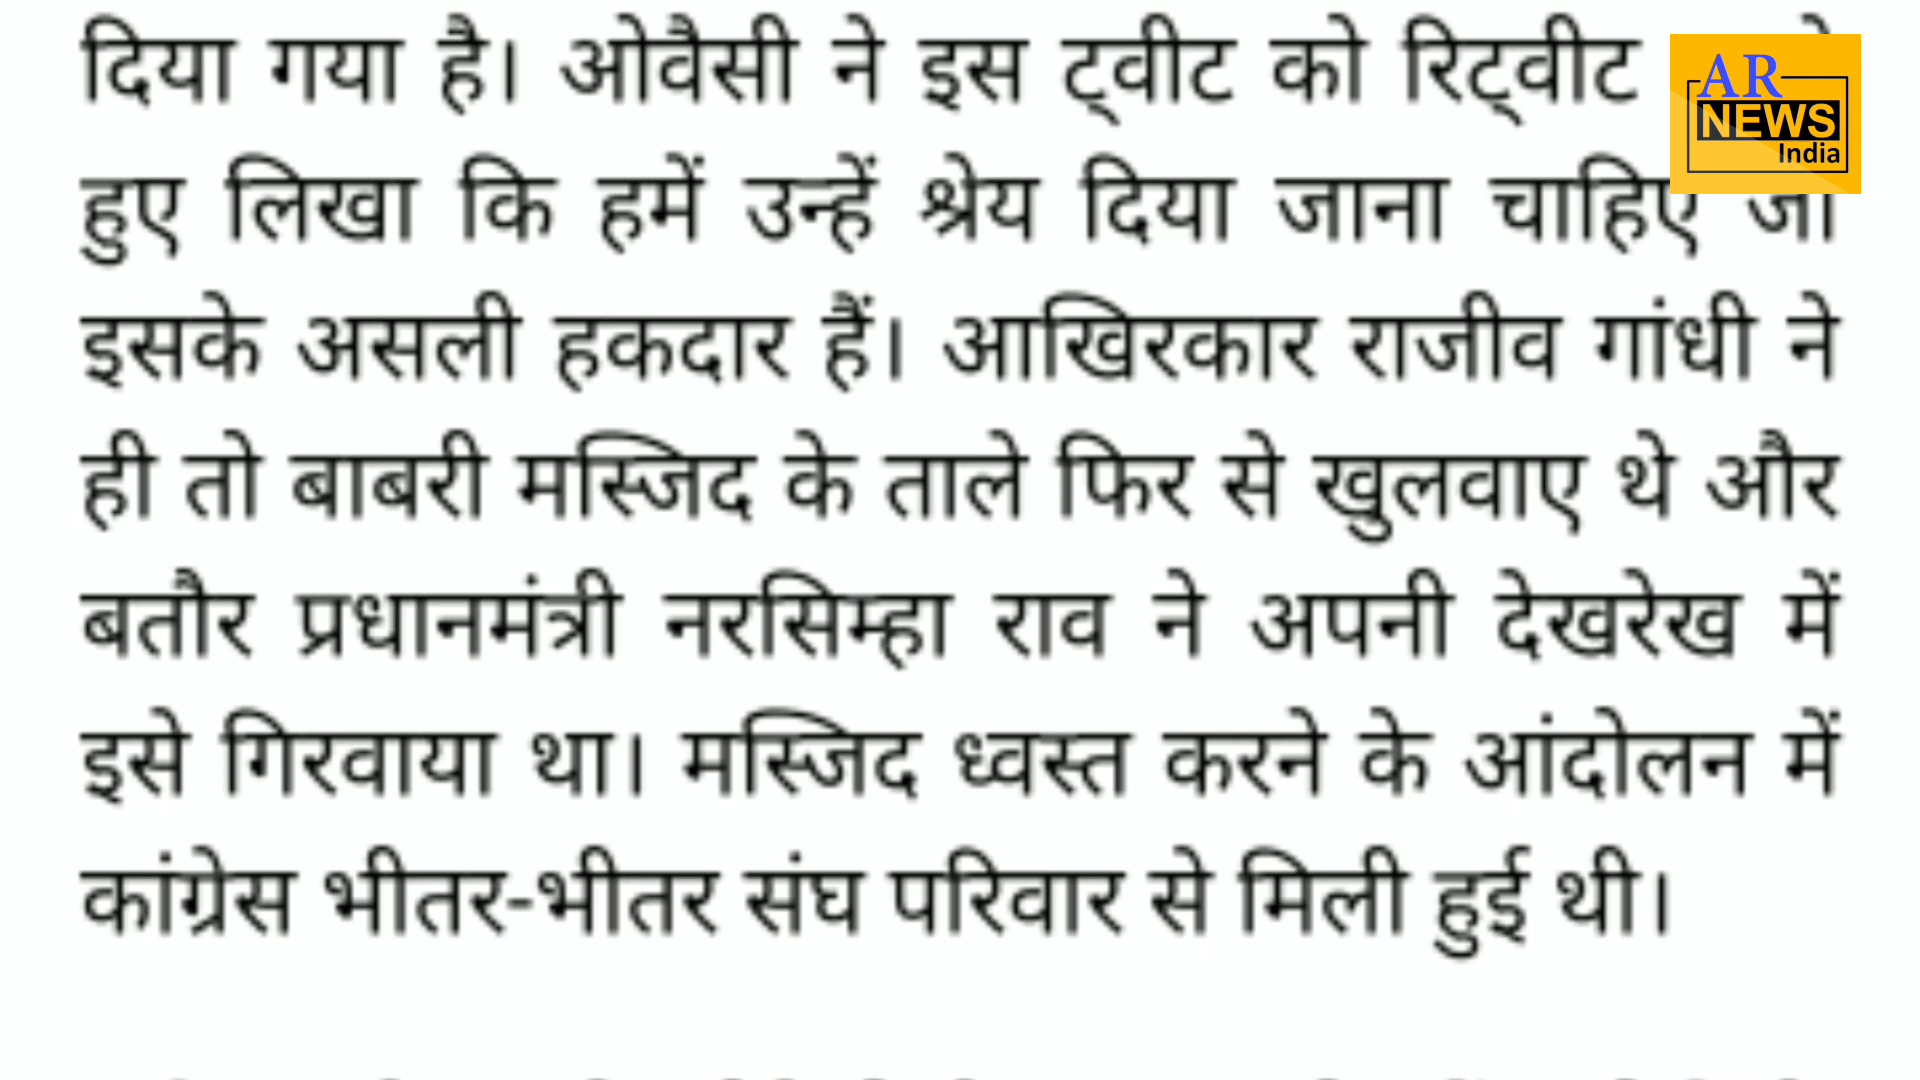 दिया गया है। ओवैसी ने इस ट्वीट को रिट्वीट
AR
NEWS
India
हुए लिखा कि हमें उन्हें श्रेय दिया जाना चाहिए जो
इसके असली हकदार हैं। आखिरकार राजीव गांधी ने
ही तो बाबरी मस्जिद के ताले फिर से खुलवाए थे और
बतौर प्रधानमंत्री नरसिम्हा राव ने अपनी देखरेख में
इसे गिरवाया था। मस्जिद ध्वस्त करने के आंदोलन में
कांग्रेस भीतर-भीतर संघ परिवार से मिली हुई थी।